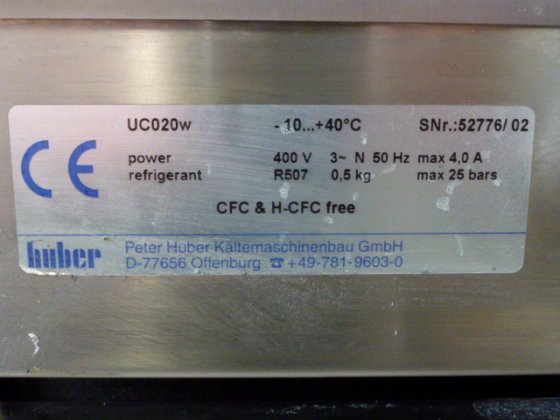 UC020w -10...+40°C SNr.:52776/02
CE power 400 V 3~ N 50 Hz max 4,0 A
refrigerant R507 0,5 kg max 25 bars
CFC & H-CFC free
huber Peter Huber Kältemaschinenbau GmbH
D-77656 Offenburg ☎ +49-781-9603-0